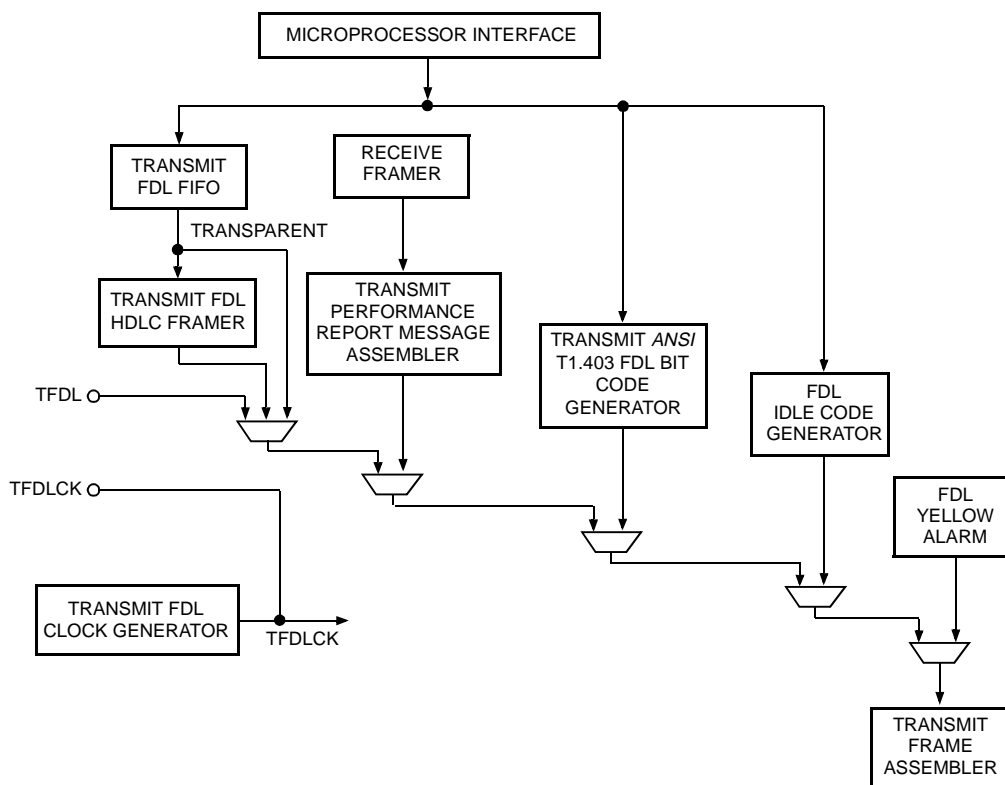 MICROPROCESSOR INTERFACE
TRANSMIT
FDL FIFO
RECEIVE
FRAMER
TRANSPARENT
TRANSMIT FDL
HDLC FRAMER
TRANSMIT
PERFORMANCE
REPORT MESSAGE
ASSEMBLER
TRANSMIT ANSI
T1.403 FDL BIT
CODE
GENERATOR
FDL
IDLE CODE
GENERATOR
TFDL
TFDLCK
FDL
YELLOW
ALARM
TRANSMIT FDL
CLOCK GENERATOR
TFDLCK
TRANSMIT
FRAME
ASSEMBLER